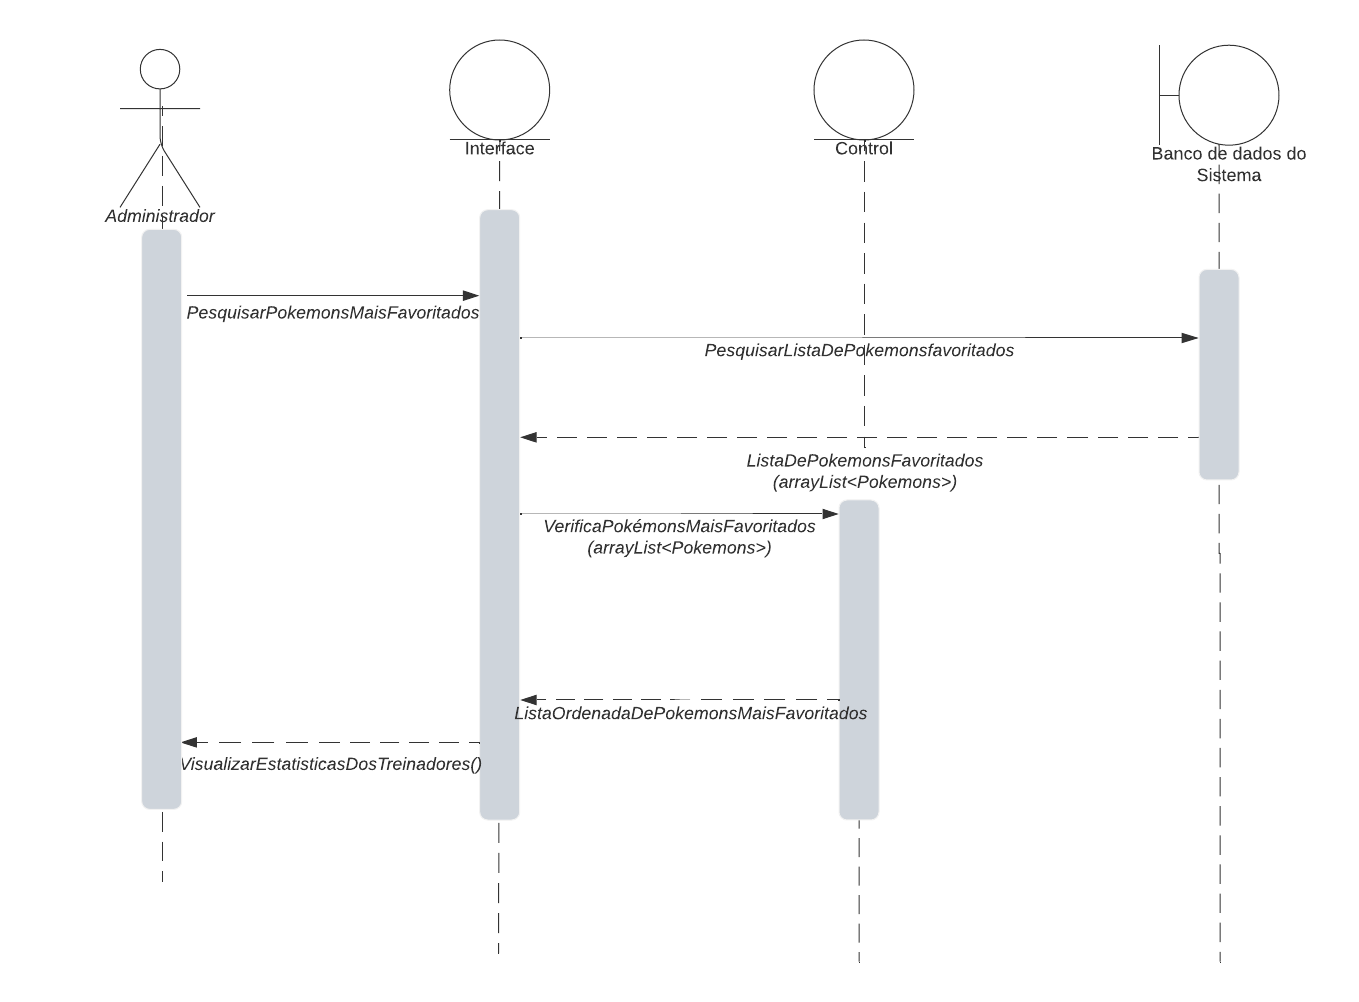 Interface
Control
Banco de dados do
Sistema
Administrador
PesquisarPokemonsMaisFavoritados
PesquisarListaDePokemonsfavoritados
ListaDePokemonsFavoritados
(arrayList<Pokemons>)
VerificaPokémonsMaisFavoritados
(arrayList<Pokemons>)
ListaOrdenadaDePokemonsMaisFavoritados
VisualizarEstatisticasDosTreinadores()